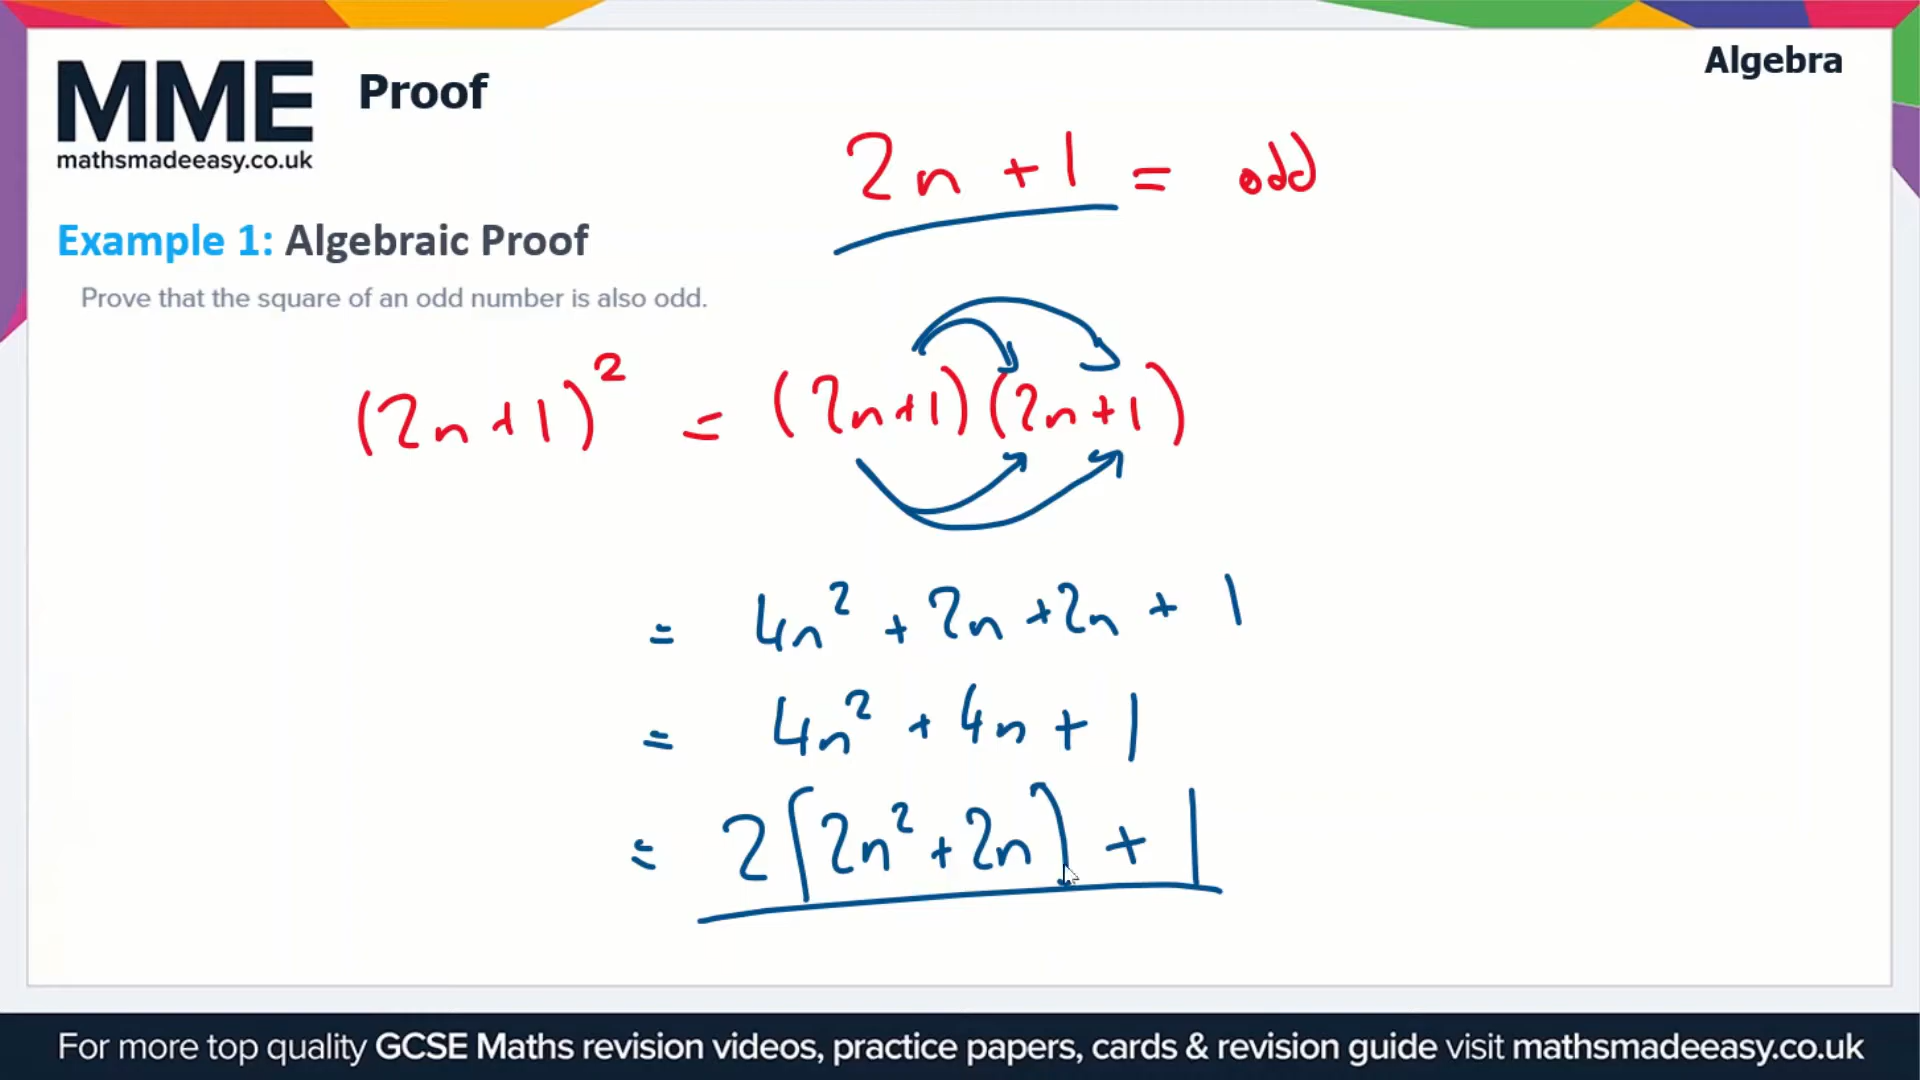 MME
mathsmadeeasy.co.uk
Proof
Algebra
2n + 1 = odd
Example 1: Algebraic Proof
Prove that the square of an odd number is also odd.
(2n+1)² = (2n+1)(2n+1)
= 4n² + 2n + 2n + 1
= 4n² + 4n + 1
= 2(2n² + 2n) + 1
For more top quality GCSE Maths revision videos, practice papers, cards & revision guide visit mathsmadeeasy.co.uk